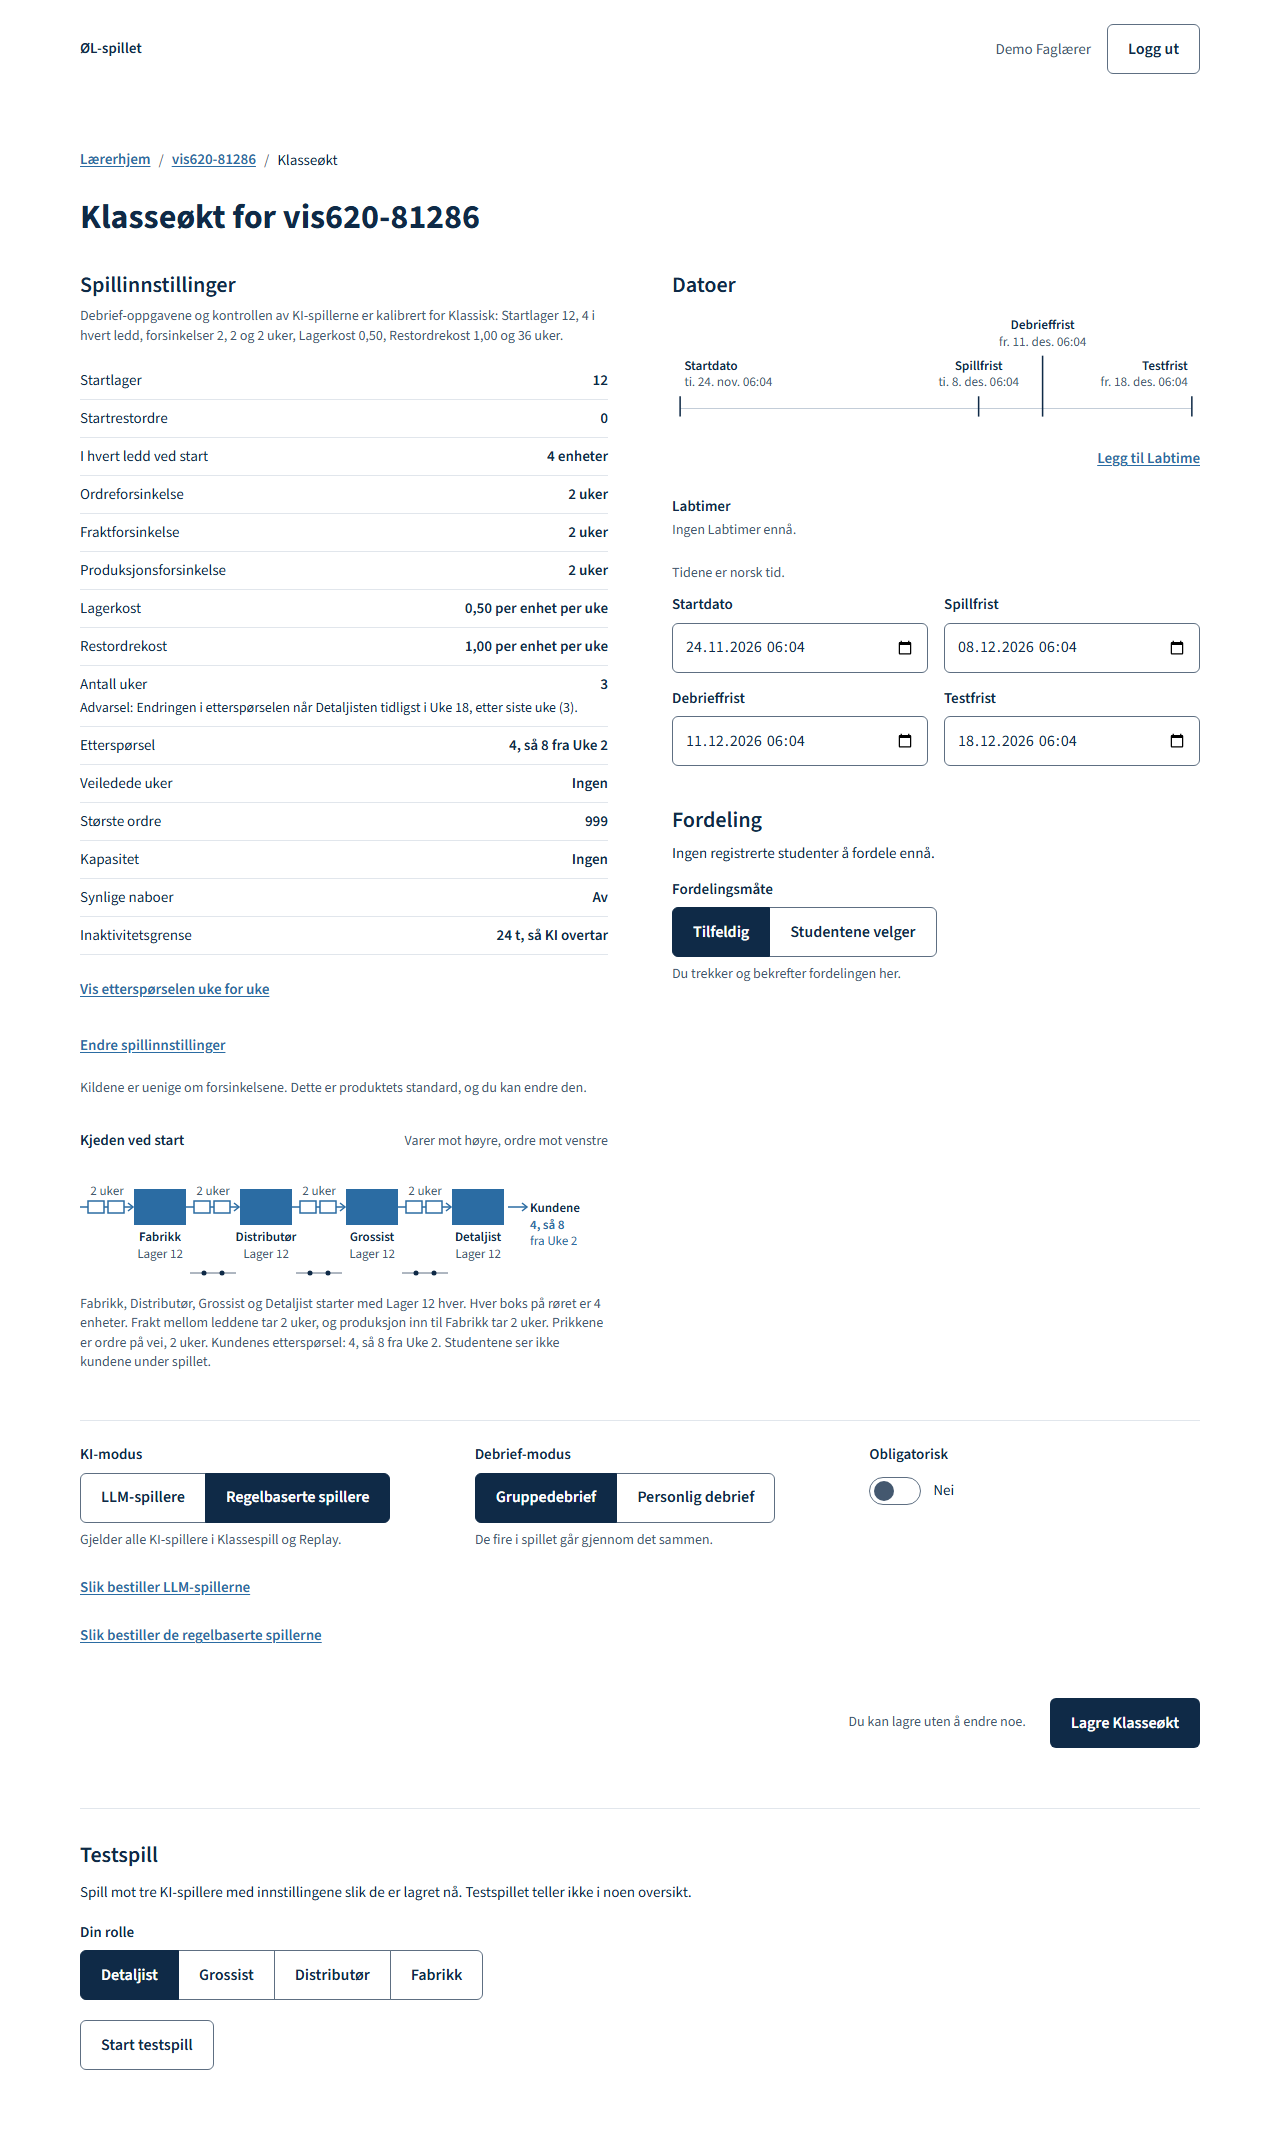 ØL-spillet
Demo Faglærer
Logg ut
Lærerhjem / vis620-81286 / Klasseøkt
Klasseøkt for vis620-81286
Spillinnstillinger
Debrief-oppgavene og kontrollen av KI-spillerne er kalibrert for Klassisk: Startlager 12, 4 i
hvert ledd, forsinkelser 2, 2 og 2 uker, Lagerkost 0,50, Restordrekost 1,00 og 36 uker.
Startlager 12
Startrestordre 0
I hvert ledd ved start 4 enheter
Ordreforsinkelse 2 uker
Fraktforsinkelse 2 uker
Produksjonsforsinkelse 2 uker
Lagerkost 0,50 per enhet per uke
Restordrekost 1,00 per enhet per uke
Antall uker 3
Advarsel: Endringen i etterspørselen når Detaljisten tidligst i Uke 18, etter siste uke (3).
Etterspørsel 4, så 8 fra Uke 2
Veiledede uker Ingen
Største ordre 999
Kapasitet Ingen
Synlige naboer Av
Inaktivitetsgrense 24 t, så KI overtar
Vis etterspørselen uke for uke
Endre spillinnstillinger
Kildene er uenige om forsinkelsene. Dette er produktets standard, og du kan endre den.
Kjeden ved start Varer mot høyre, ordre mot venstre
2 uker 2 uker 2 uker 2 uker
Kundene
4, så 8
fra Uke 2
Fabrikk Distributør Grossist Detaljist
Lager 12 Lager 12 Lager 12 Lager 12
Fabrikk, Distributør, Grossist og Detaljist starter med Lager 12 hver. Hver boks på røret er 4
enheter. Frakt mellom leddene tar 2 uker, og produksjon inn til Fabrikk tar 2 uker. Prikkene
er ordre på vei, 2 uker. Kundenes etterspørsel: 4, så 8 fra Uke 2. Studentene ser ikke
kundene under spillet.
Datoer
Debrieffrist
fr. 11. des. 06:04
Startdato Spillfrist Testfrist
ti. 24. nov. 06:04 ti. 8. des. 06:04 fr. 18. des. 06:04
Legg til Labtime
Labtimer
Ingen Labtimer ennå.
Tidene er norsk tid.
Startdato Spillfrist
24.11.2026 06:04 08.12.2026 06:04
Debrieffrist Testfrist
11.12.2026 06:04 18.12.2026 06:04
Fordeling
Ingen registrerte studenter å fordele ennå.
Fordelingsmåte
Tilfeldig Studentene velger
Du trekker og bekrefter fordelingen her.
KI-modus
LLM-spillere Regelbaserte spillere
Gjelder alle KI-spillere i Klassespill og Replay.
Slik bestiller LLM-spillerne
Slik bestiller de regelbaserte spillerne
Debrief-modus
Gruppedebrief Personlig debrief
De fire i spillet går gjennom det sammen.
Obligatorisk
Nei
Du kan lagre uten å endre noe.
Lagre Klasseøkt
Testspill
Spill mot tre KI-spillere med innstillingene slik de er lagret nå. Testspillet teller ikke i noen oversikt.
Din rolle
Detaljist Grossist Distributør Fabrikk
Start testspill